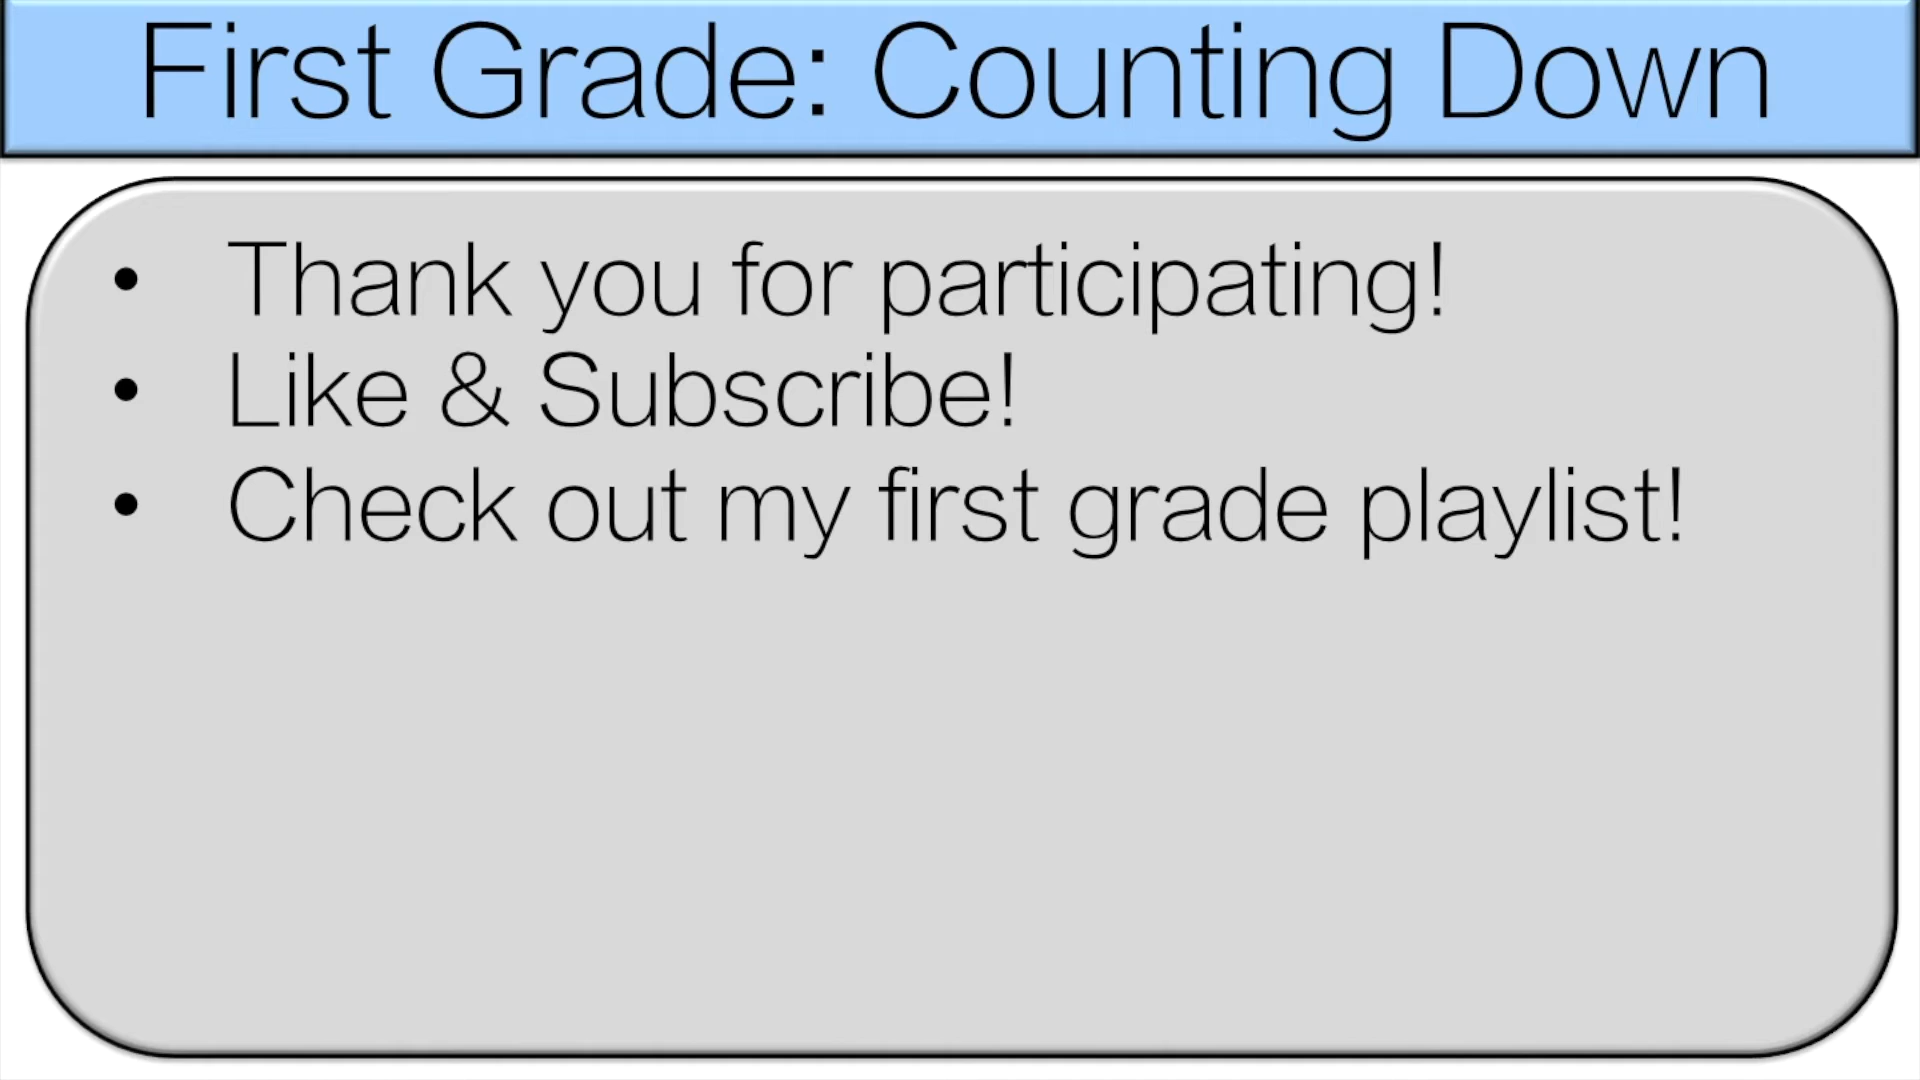 First Grade: Counting Down
• Thank you for participating!
• Like & Subscribe!
• Check out my first grade playlist!